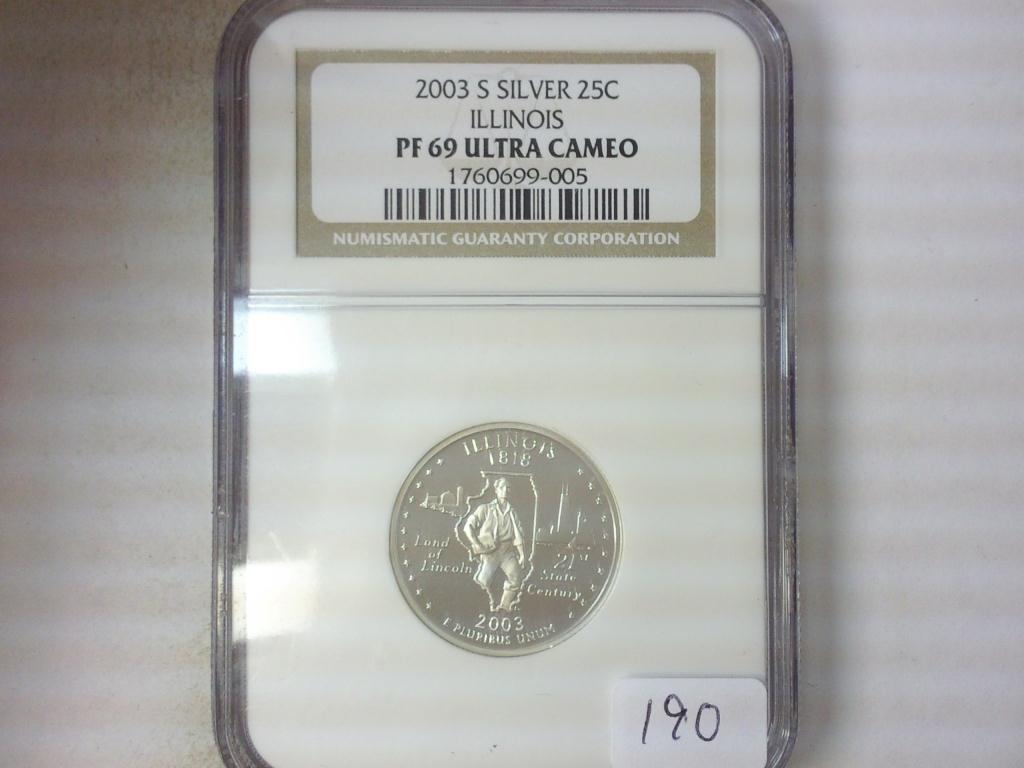 2003 S SILVER 25C
ILLINOIS
PF 69 ULTRA CAMEO
1760699-005
NUMISMATIC GUARANTY CORPORATION
ILLINOIS
1818
Land
of
Lincoln
21st
State
Century
2003
E PLURIBUS UNUM
190